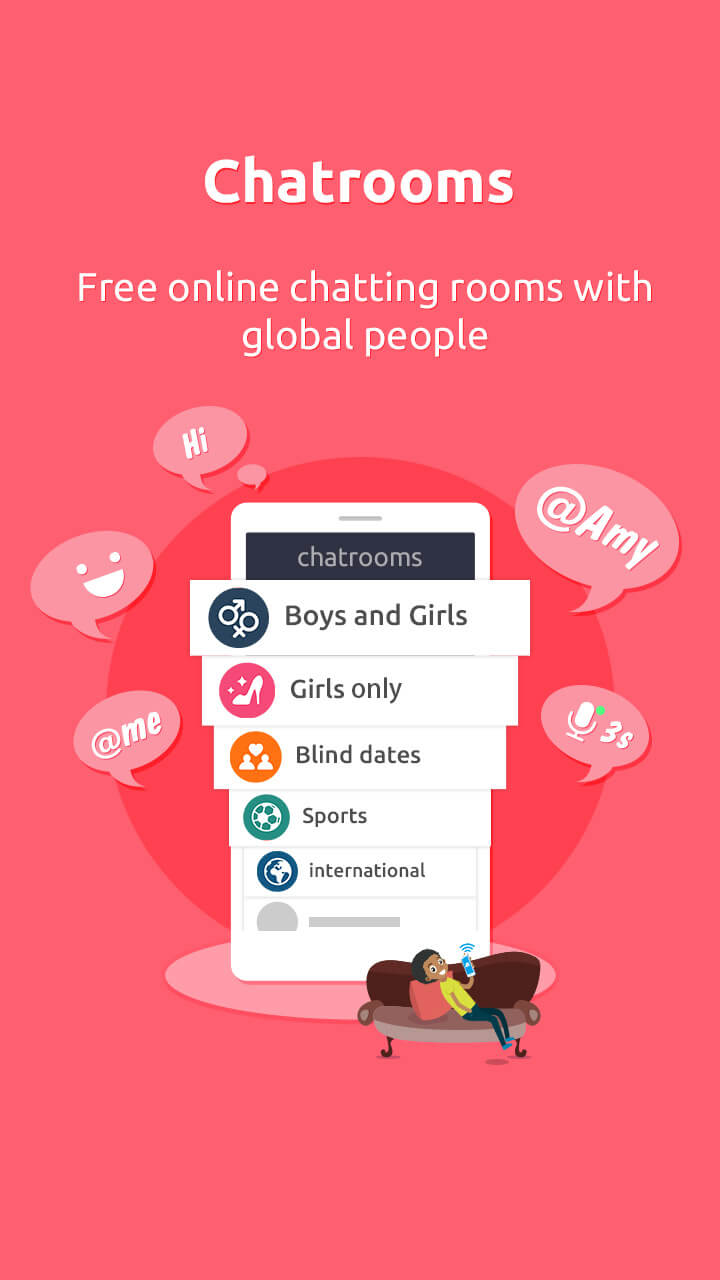 Chatrooms
Free online chatting rooms with
global people
Hi
@Amy
chatrooms
Boys and Girls
Girls only
@me
3s
Blind dates
Sports
international